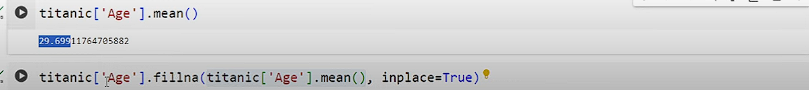 titanic['Age'].mean()
29.69911764705882
titanic['Age'].fillna(titanic['Age'].mean(), inplace=True)